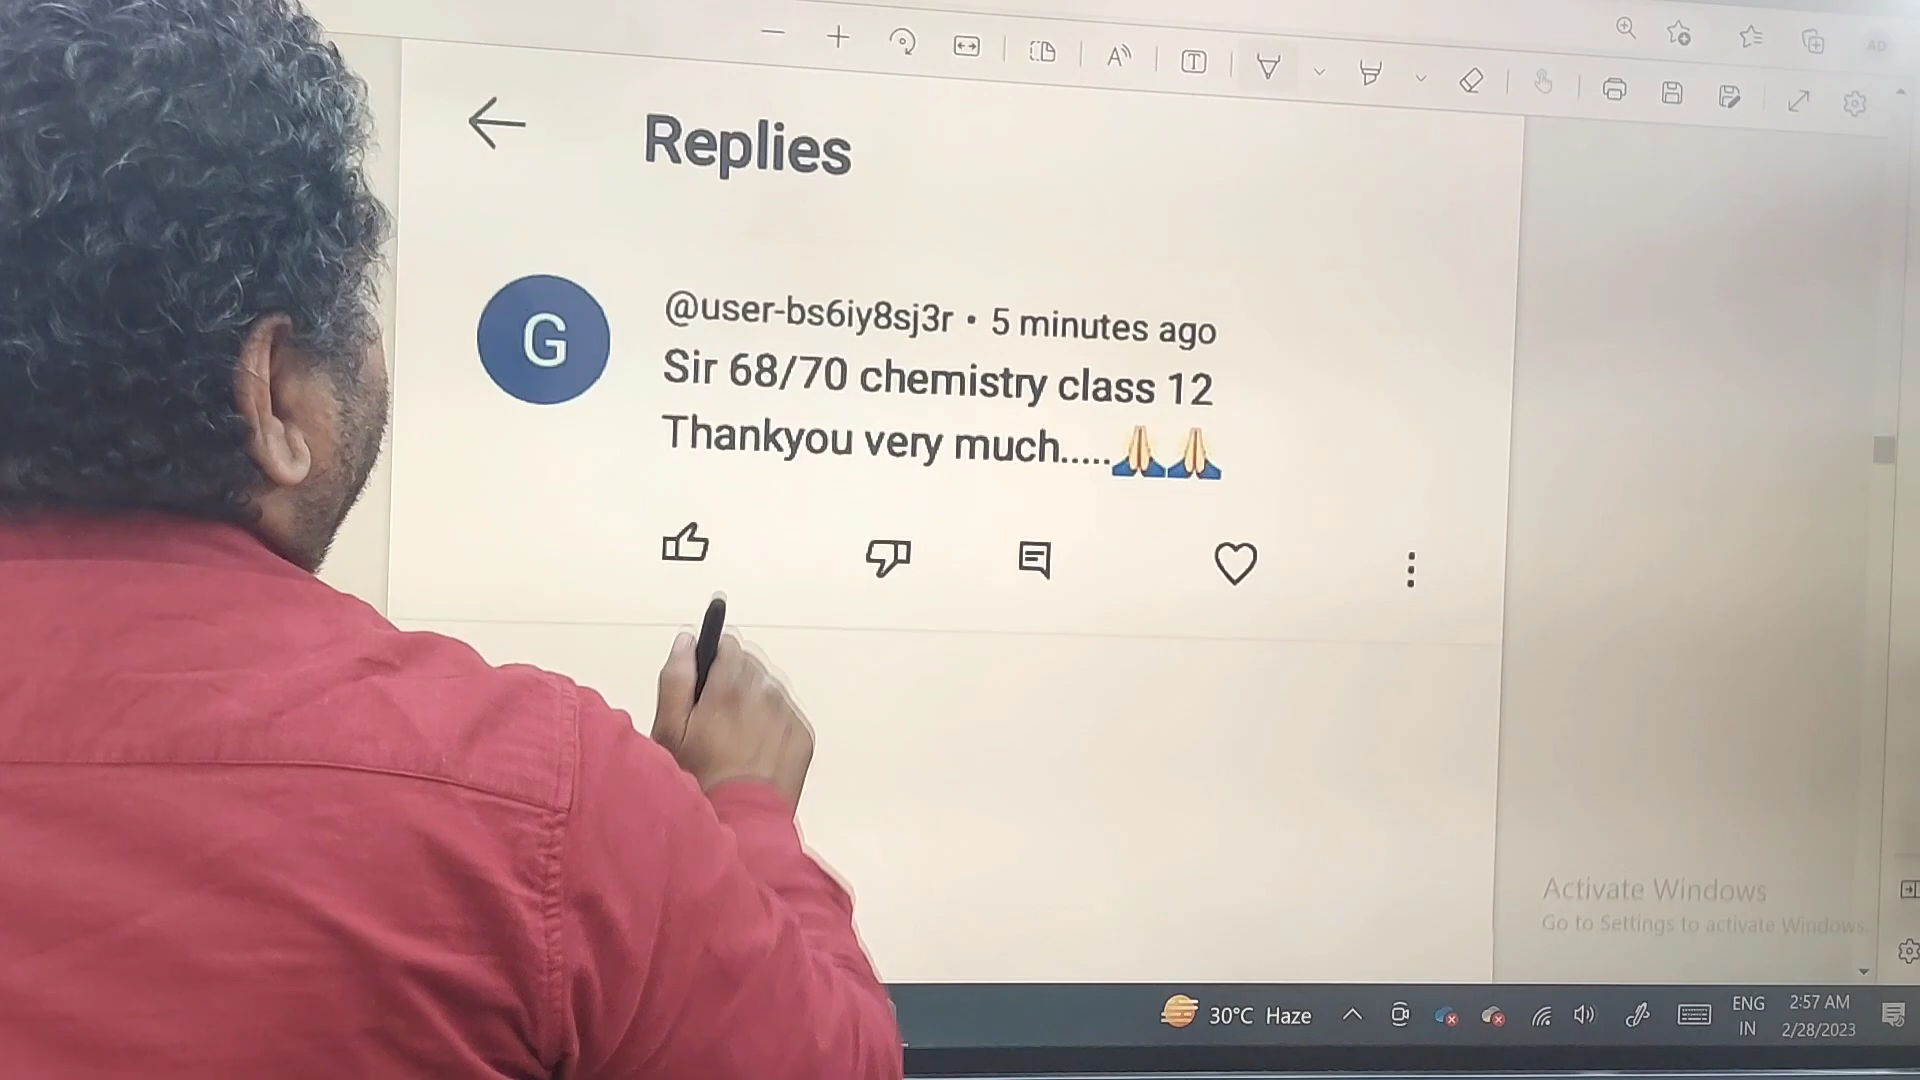 Replies
G
@user-bs6iy8sj3r • 5 minutes ago
Sir 68/70 chemistry class 12
Thankyou very much.....🙏🙏
AD
Activate Windows
Go to Settings to activate Windows.
30°C Haze
ENG
IN
2:57 AM
2/28/2023